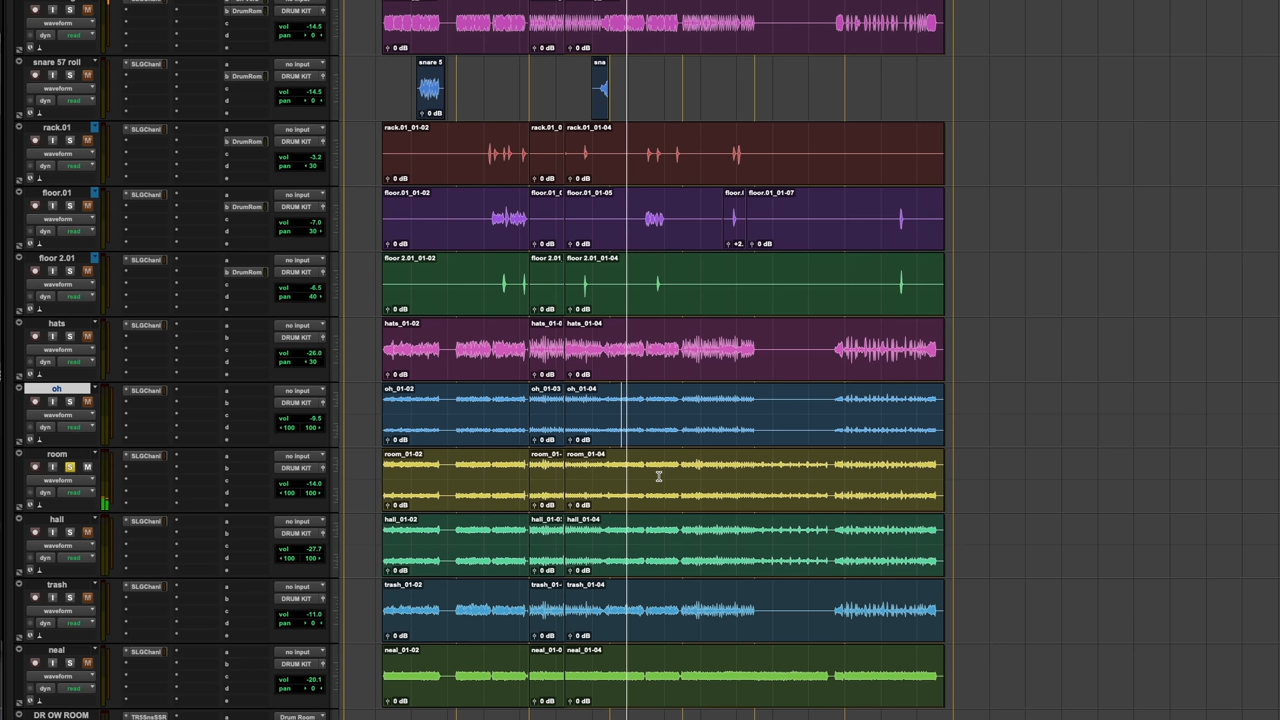 waveform
DrumRom
vol -14.5
dyn read
pan 0
0 dB 0 dB 0 dB
snare 57 roll
I S M
SLGChanl
no input
DrumRom
DRUM KIT
waveform
vol -14.5
dyn read
pan 0
snare 5
0 dB
sna
rack.01
I S M
SLGChanl
no input
b DrumRom
DRUM KIT
waveform
vol -3.2
dyn read
pan 30
rack.01_01-02 rack.01_0 rack.01_01-04
0 dB 0 dB 0 dB
floor.01
I S M
SLGChanl
no input
b DrumRom
DRUM KIT
waveform
vol -7.0
dyn read
pan 30
floor.01_01-02 floor.01_ floor.01_01-05 floor. floor.01_01-07
0 dB 0 dB 0 dB +2. 0 dB
floor 2.01
I S M
SLGChanl
no input
b DrumRom
DRUM KIT
waveform
vol -6.5
dyn read
pan 40
floor 2.01_01-02 floor 2.01 floor 2.01_01-04
0 dB 0 dB 0 dB
hats
I S M
SLGChanl
no input
DRUM KIT
waveform
vol -26.0
dyn read
pan 30
hats_01-02 hats_01-0 hats_01-04
0 dB 0 dB 0 dB
oh
I S M
SLGChanl
no input
DRUM KIT
waveform
vol -9.5
dyn read
100 100
oh_01-02 oh_01-03 oh_01-04
0 dB 0 dB 0 dB
room
I S M
SLGChanl
no input
DRUM KIT
waveform
vol -14.0
dyn read
100 100
room_01-02 room_01- room_01-04
0 dB 0 dB 0 dB
hall
I S M
SLGChanl
no input
DRUM KIT
waveform
vol -27.7
dyn read
100 100
hall_01-02 hall_01-0 hall_01-04
0 dB 0 dB 0 dB
trash
I S M
SLGChanl
no input
DRUM KIT
waveform
vol -11.0
dyn read
pan 0
trash_01-02 trash_01- trash_01-04
0 dB 0 dB 0 dB
neal
I S M
SLGChanl
no input
DRUM KIT
waveform
vol -20.1
dyn read
pan 0
neal_01-02 neal_01-0 neal_01-04
0 dB 0 dB 0 dB
DR OW ROOM
TRSSnsSSR
Drum Room